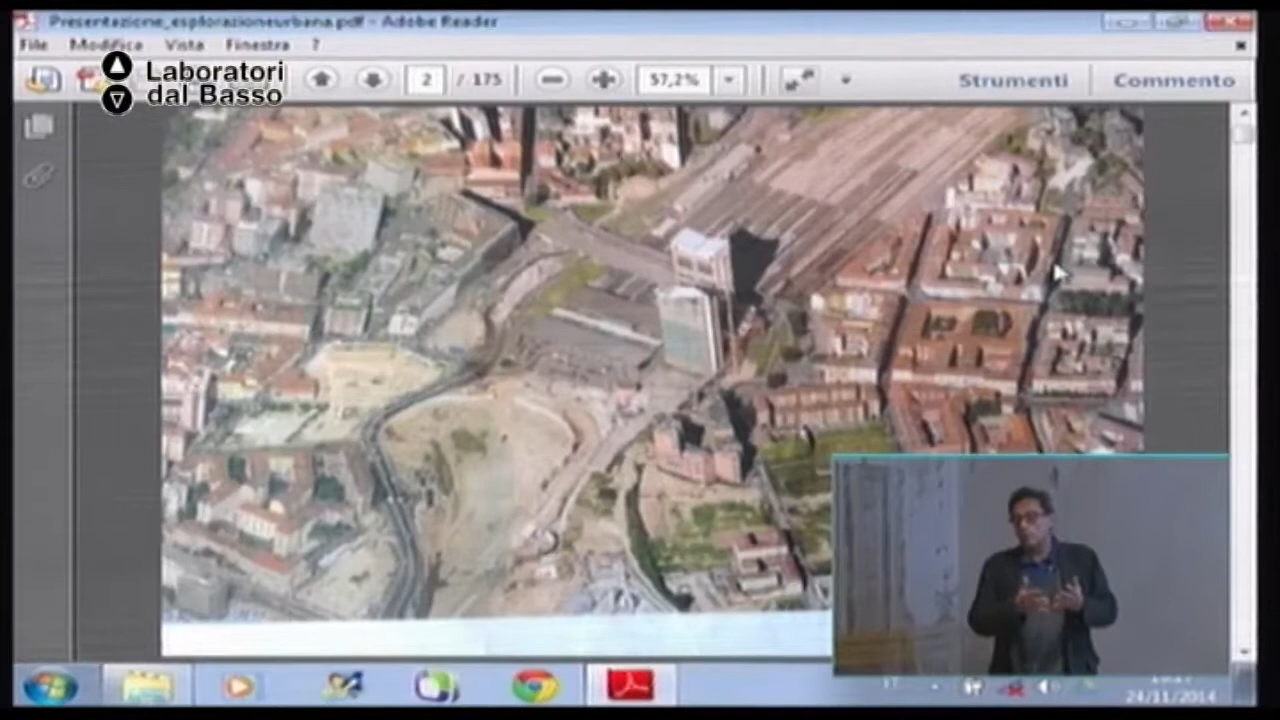 Presentazione_esplorazioneurbana.pdf - Adobe Reader
File Modifica Vista Finestra ?
Laboratori
dal Basso
2 / 175
57,2%
Strumenti
Commento
24/11/2014